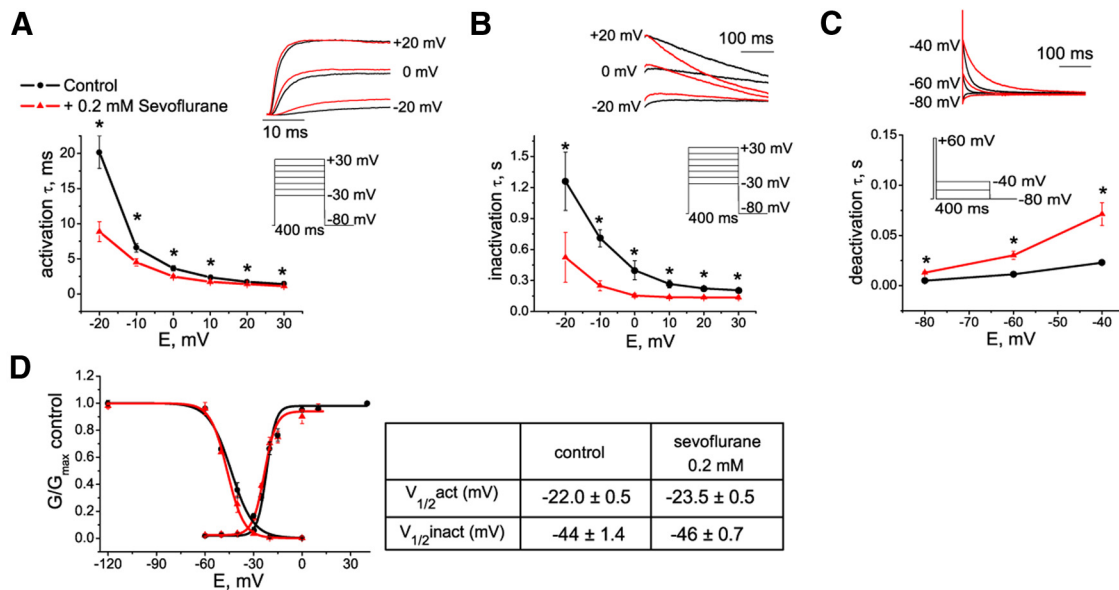 A
+20 mV
0 mV
-20 mV
10 ms
Control
+ 0.2 mM Sevoflurane
activation τ, ms
20
15
10
5
0
* * * * * *
+30 mV
-30 mV
-80 mV
400 ms
-20 -10 0 10 20 30
E, mV
B
+20 mV
0 mV
-20 mV
100 ms
inactivation τ, s
1.5
1.2
0.9
0.6
0.3
0.0
* * * * * *
+30 mV
-30 mV
-80 mV
400 ms
-20 -10 0 10 20 30
E, mV
C
-40 mV
-60 mV
-80 mV
100 ms
deactivation τ, s
0.15
0.10
0.05
0.00
+60 mV
-40 mV
-80 mV
400 ms
* * *
-80 -70 -60 -50 -40
E, mV
D
G/Gmax control
1.0
0.8
0.6
0.4
0.2
0.0
-120 -90 -60 -30 0 30
E, mV
control sevoflurane 0.2 mM
V1/2act (mV) -22.0 ± 0.5 -23.5 ± 0.5
V1/2inact (mV) -44 ± 1.4 -46 ± 0.7